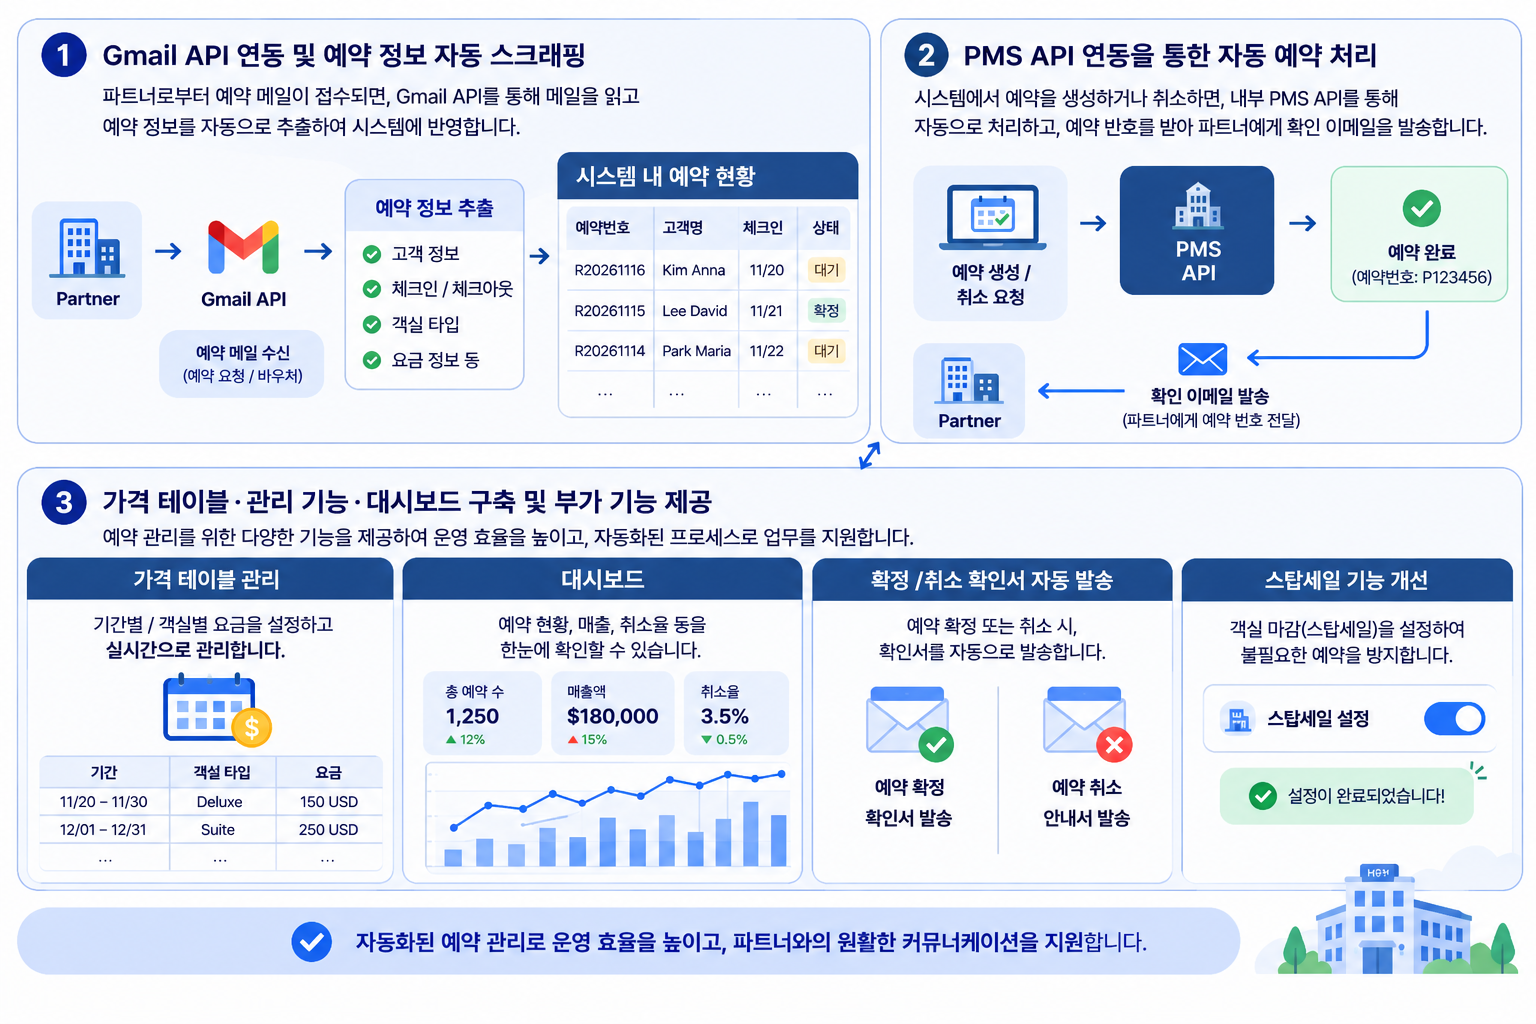 1 Gmail API 연동 및 예약 정보 자동 스크래핑
파트너로부터 예약 메일이 접수되면, Gmail API를 통해 메일을 읽고
예약 정보를 자동으로 추출하여 시스템에 반영합니다.
Partner
Gmail API
예약 메일 수신
(예약 요청 / 바우처)
예약 정보 추출
고객 정보
체크인 / 체크아웃
객실 타입
요금 정보 동
시스템 내 예약 현황
예약번호 고객명 체크인 상태
R20261116 Kim Anna 11/20 대기
R20261115 Lee David 11/21 확정
R20261114 Park Maria 11/22 대기
... ... ... ...
2 PMS API 연동을 통한 자동 예약 처리
시스템에서 예약을 생성하거나 취소하면, 내부 PMS API를 통해
자동으로 처리하고, 예약 반호를 받아 파트너예게 확인 이메일을 발송합니다.
예약 생성 /
취소 요청
PMS
API
예약 완료
(예약번호: P123456)
확인 이메일 발송
(파트너에게 예약 번호 전달)
Partner
3 가격 테이블·관리 기능·대시보드 구축 및 부가 기능 제공
예약 관리를 위한 다양한 기능을 제공하여 운영 효율을 높이고, 자동화된 프로세스로 업무를 지원합니다.
가격 테이블 관리
기간별 / 객실별 요금을 설정하고
실시간으로 관리합니다.
$
기간 객설 타입 요금
11/20 – 11/30 Deluxe 150 USD
12/01 – 12/31 Suite 250 USD
... ... ...
대시보드
예약 현황, 매출, 취소율 동을
한눈에 확인할 수 있습니다.
총 예약 수
1,250
▲ 12%
매출액
$180,000
▲ 15%
취소율
3.5%
▼ 0.5%
확정 /취소 확인서 자동 발송
예약 확정 또는 취소 시,
확인서를 자동으로 발송합니다.
예약 확정
확인서 발송
예약 취소
안내서 발송
스탑세일 기능 개선
객실 마감(스탑세일)을 설정하여
불필요한 예약을 방지합니다.
스탑세일 설정
설정이 완료되었습니다!
자동화된 예약 관리로 운영 효율을 높이고, 파트너와의 원활한 커뮤너케이션을 지원합니다.